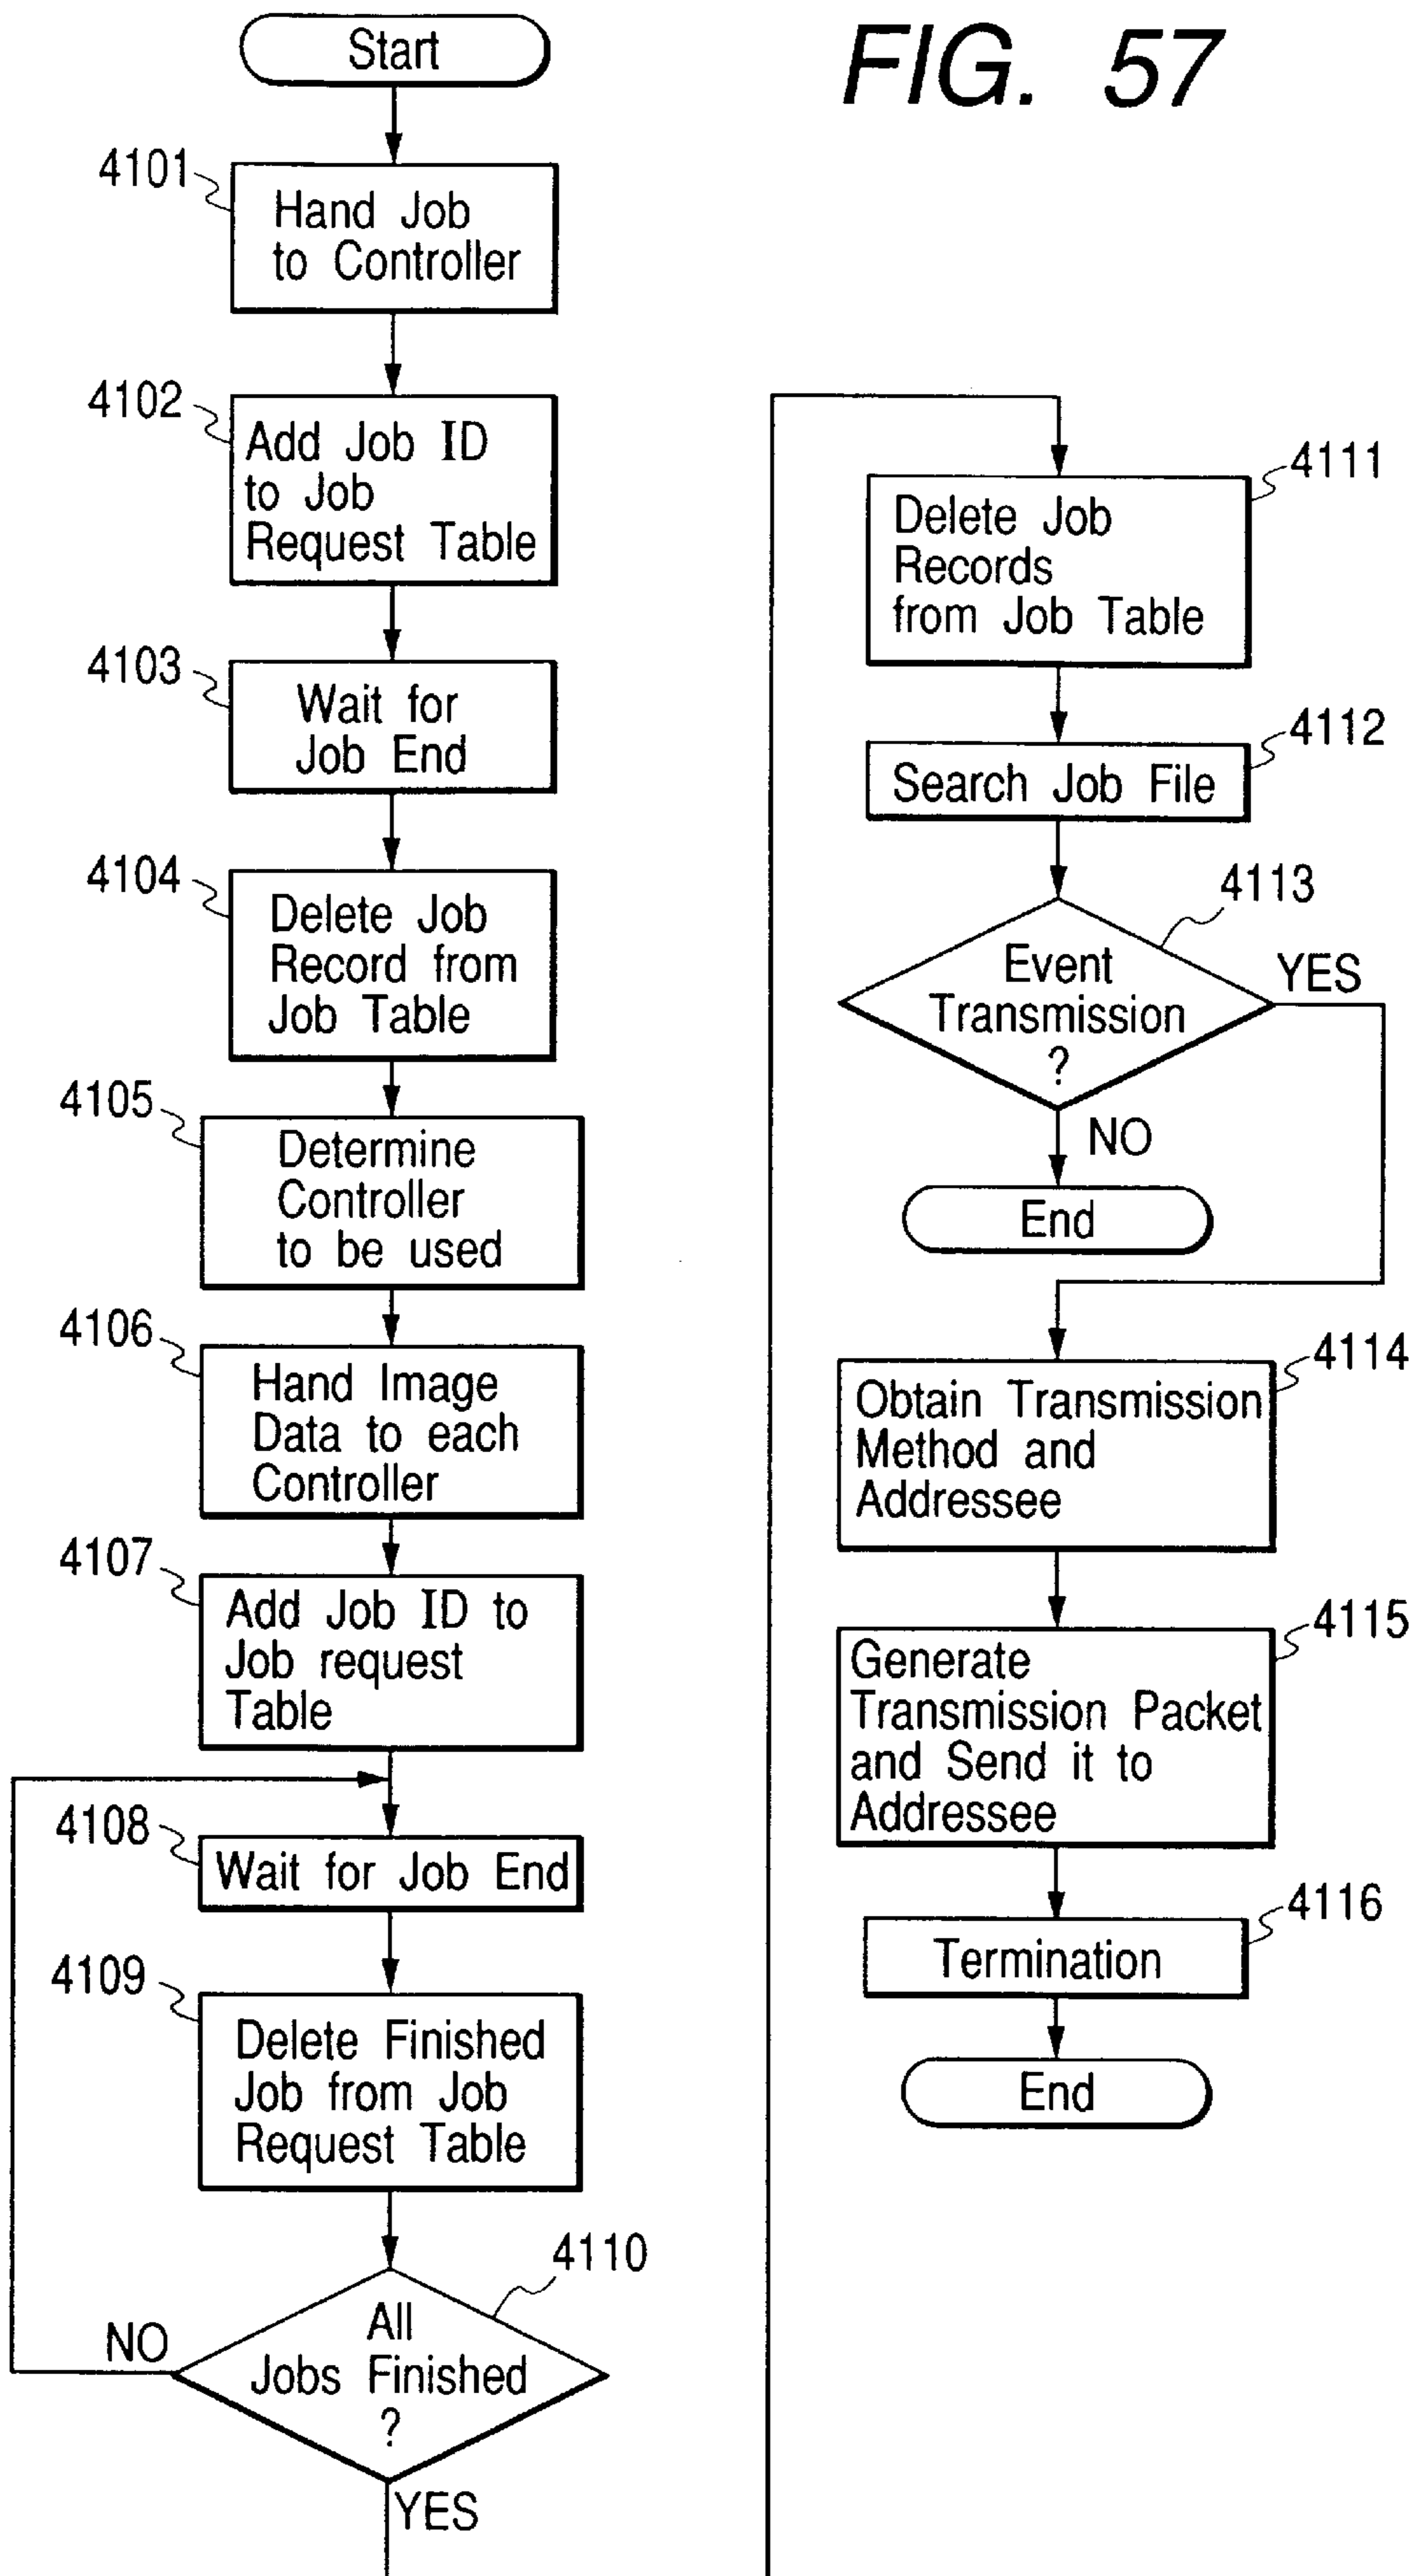 FIG. 57
Start
4101
Hand Job
to Controller
4102
Add Job ID
to Job
Request Table
4103
Wait for
Job End
4104
Delete Job
Record from
Job Table
4105
Determine
Controller
to be used
4106
Hand Image
Data to each
Controller
4107
Add Job ID to
Job request
Table
4108
Wait for Job End
4109
Delete Finished
Job from Job
Request Table
4110
All
Jobs Finished
?
NO
YES
4111
Delete Job
Records
from Job Table
4112
Search Job File
4113
Event
Transmission
?
YES
NO
End
4114
Obtain Transmission
Method and
Addressee
4115
Generate
Transmission Packet
and Send it to
Addressee
4116
Termination
End